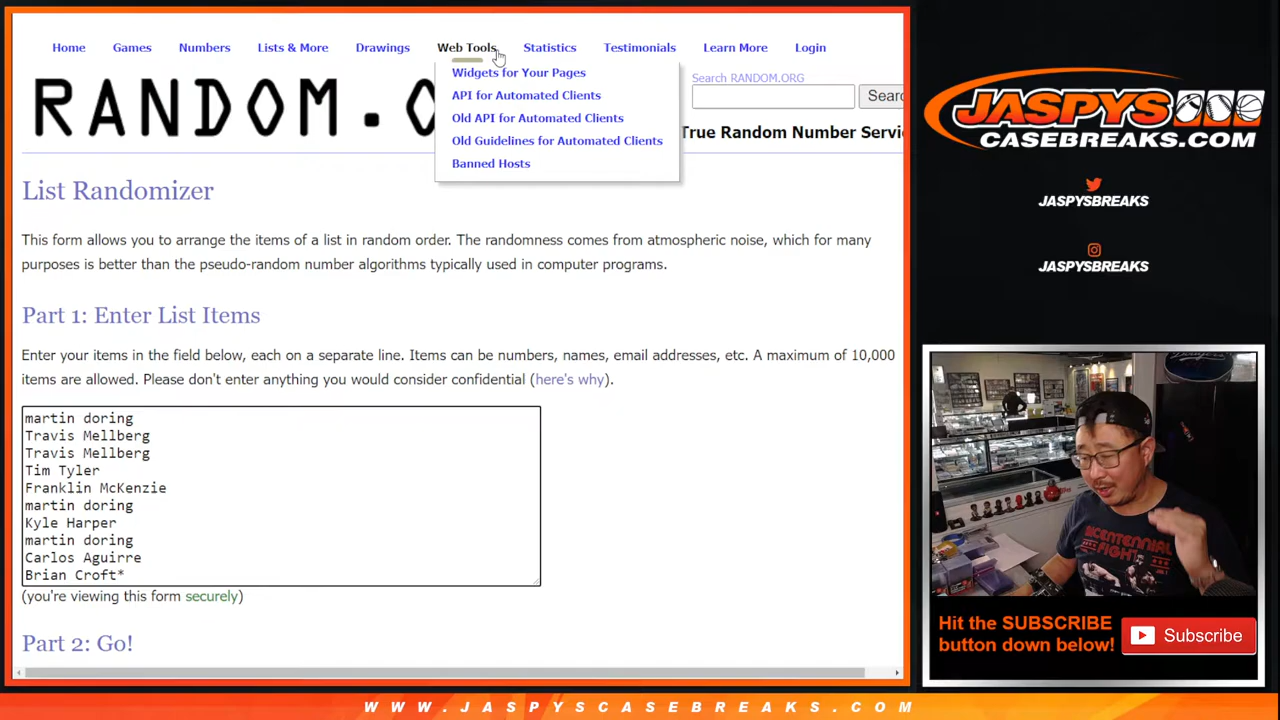 Home Games Numbers Lists & More Drawings Web Tools Statistics Testimonials Learn More Login
Widgets for Your Pages
API for Automated Clients
Old API for Automated Clients
Old Guidelines for Automated Clients
Banned Hosts
RANDOM.O
Search RANDOM.ORG
Searc
True Random Number Servi
List Randomizer
This form allows you to arrange the items of a list in random order. The randomness comes from atmospheric noise, which for many
purposes is better than the pseudo-random number algorithms typically used in computer programs.
Part 1: Enter List Items
Enter your items in the field below, each on a separate line. Items can be numbers, names, email addresses, etc. A maximum of 10,000
items are allowed. Please don't enter anything you would consider confidential (here's why).
martin doring
Travis Mellberg
Travis Mellberg
Tim Tyler
Franklin McKenzie
martin doring
Kyle Harper
martin doring
Carlos Aguirre
Brian Croft*
(you're viewing this form securely)
Part 2: Go!
JASPYS
CASEBREAKS.COM
JASPYSBREAKS
JASPYSBREAKS
BICENTENNIAL
FIGHT
Hit the SUBSCRIBE
button down below!
Subscribe
WWW.JASPYSCASEBREAKS.COM